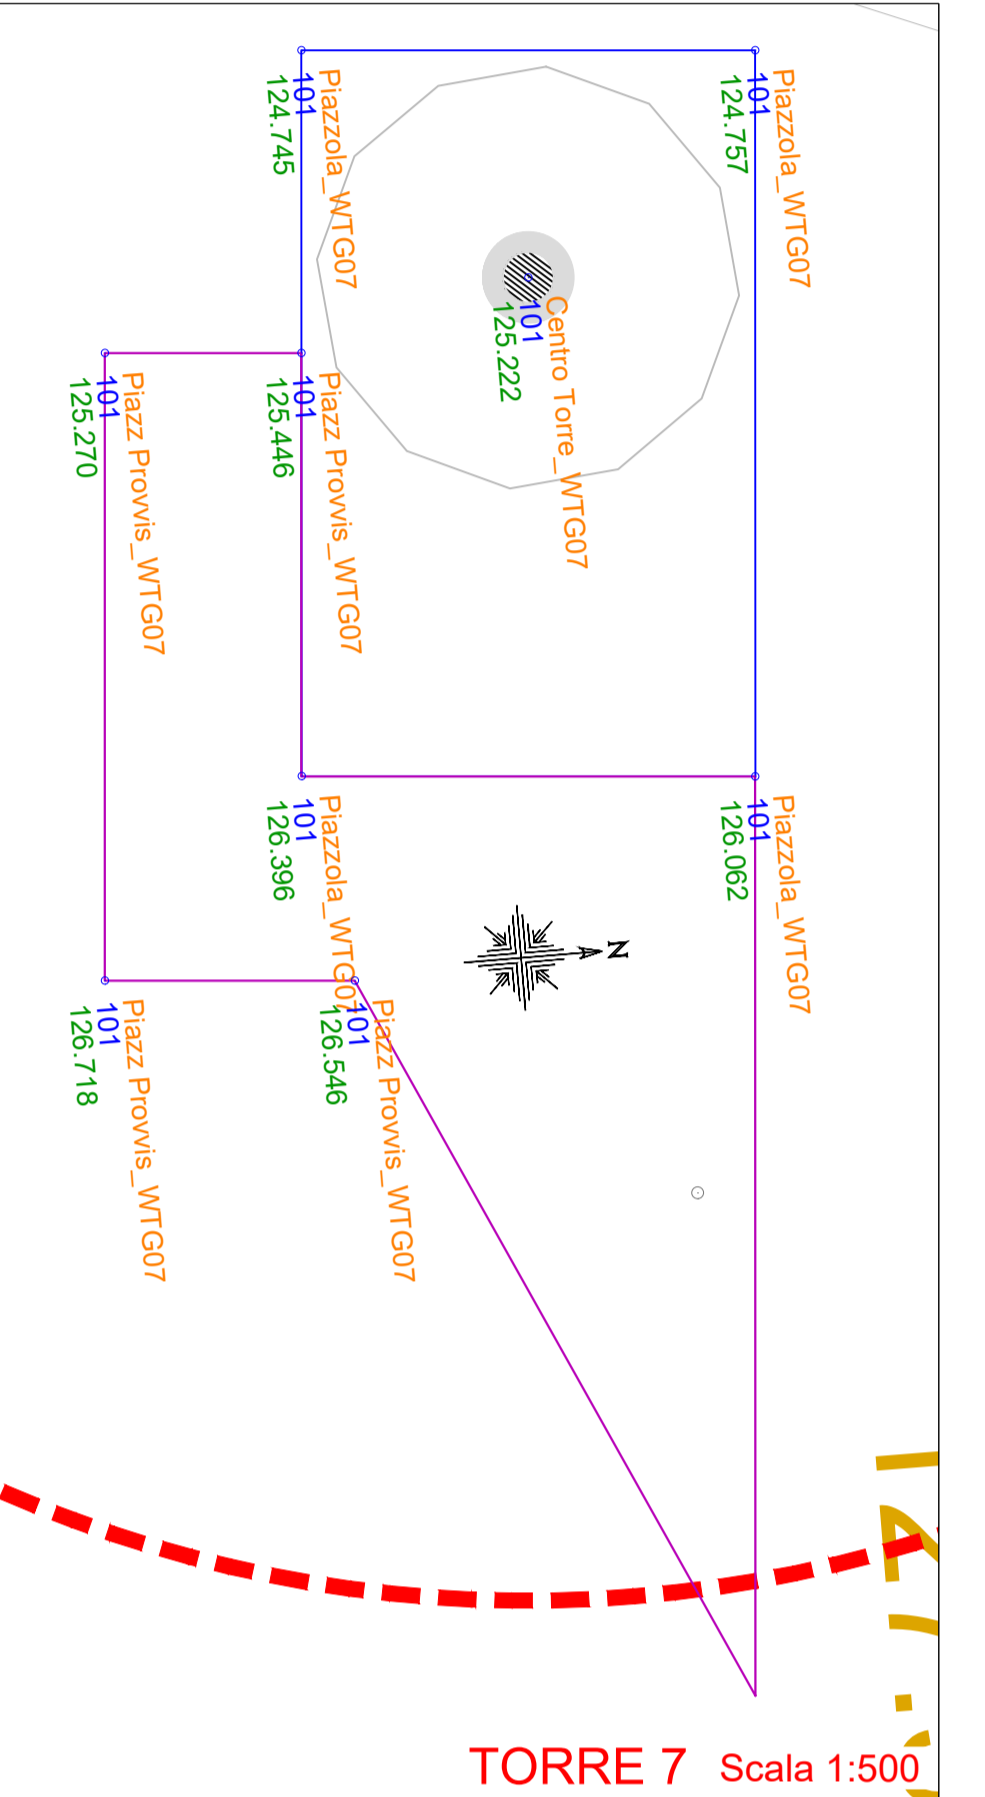 Piazzola_WTG07
101
124.745
Piazzola_WTG07
101
124.757
Centro Torre_WTG07
101
125.222
Piazz Provvis_WTG07
101
125.270
Piazz Provvis_WTG07
101
125.446
Piazzola_WTG07
101
126.396
Piazzola_WTG07
101
126.062
N
Piazz Provvis_WTG07
101
126.718
Piazz Provvis_WTG07
101
126.546
TORRE 7 Scala 1:500